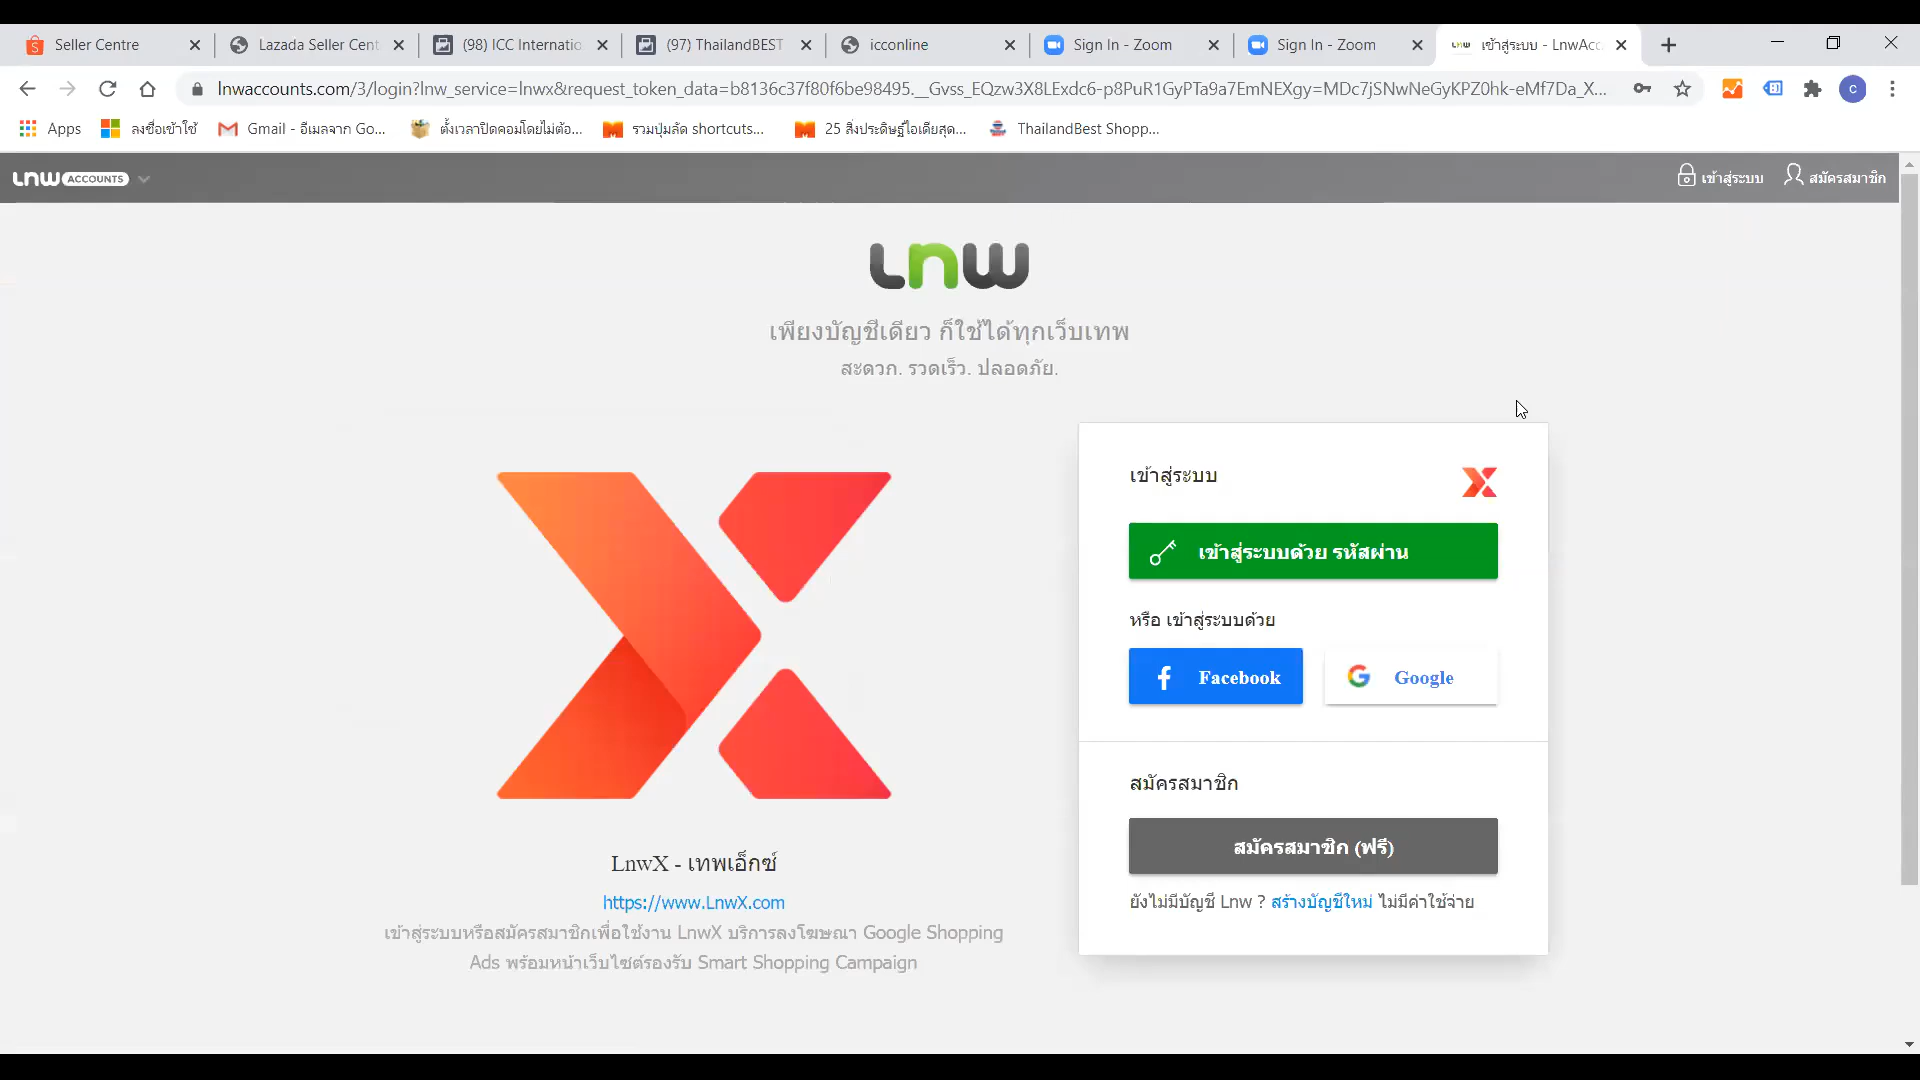 Seller Centre
Lazada Seller Cent
(98) ICC Internatio
(97) ThailandBEST
icconline
Sign In - Zoom
Sign In - Zoom
lnw เข้าสู่ระบบ - LnwAcc
lnwaccounts.com/3/login?lnw_service=lnwx&request_token_data=b8136c37f80f6be98495.__Gvss_EQzw3X8LExdc6-p8PuR1GyPTa9a7EmNEXgy=MDc7jSNwNeGyKPZ0hk-eMf7Da_X...
c
Apps
ลงชื่อเข้าใช้
Gmail - อีเมลจาก Go...
ตั้งเวลาปิดคอมโดยไม่ต้อ...
รวมปุ่มลัด shortcuts...
25 สิ่งประดิษฐ์ไอเดียสุด...
ThailandBest Shopp...
Lnw ACCOUNTS
เข้าสู่ระบบ
สมัครสมาชิก
Lnw
เพียงบัญชีเดียว ก็ใช้ได้ทุกเว็บเทพ
สะดวก. รวดเร็ว. ปลอดภัย.
LnwX - เทพเอ็กซ์
https://www.LnwX.com
เข้าสู่ระบบหรือสมัครสมาชิกเพื่อใช้งาน LnwX บริการลงโฆษณา Google Shopping
Ads พร้อมหน้าเว็บไซต์รองรับ Smart Shopping Campaign
เข้าสู่ระบบ
เข้าสู่ระบบด้วย รหัสผ่าน
หรือ เข้าสู่ระบบด้วย
Facebook
Google
สมัครสมาชิก
สมัครสมาชิก (ฟรี)
ยังไม่มีบัญชี Lnw ? สร้างบัญชีใหม่ ไม่มีค่าใช้จ่าย